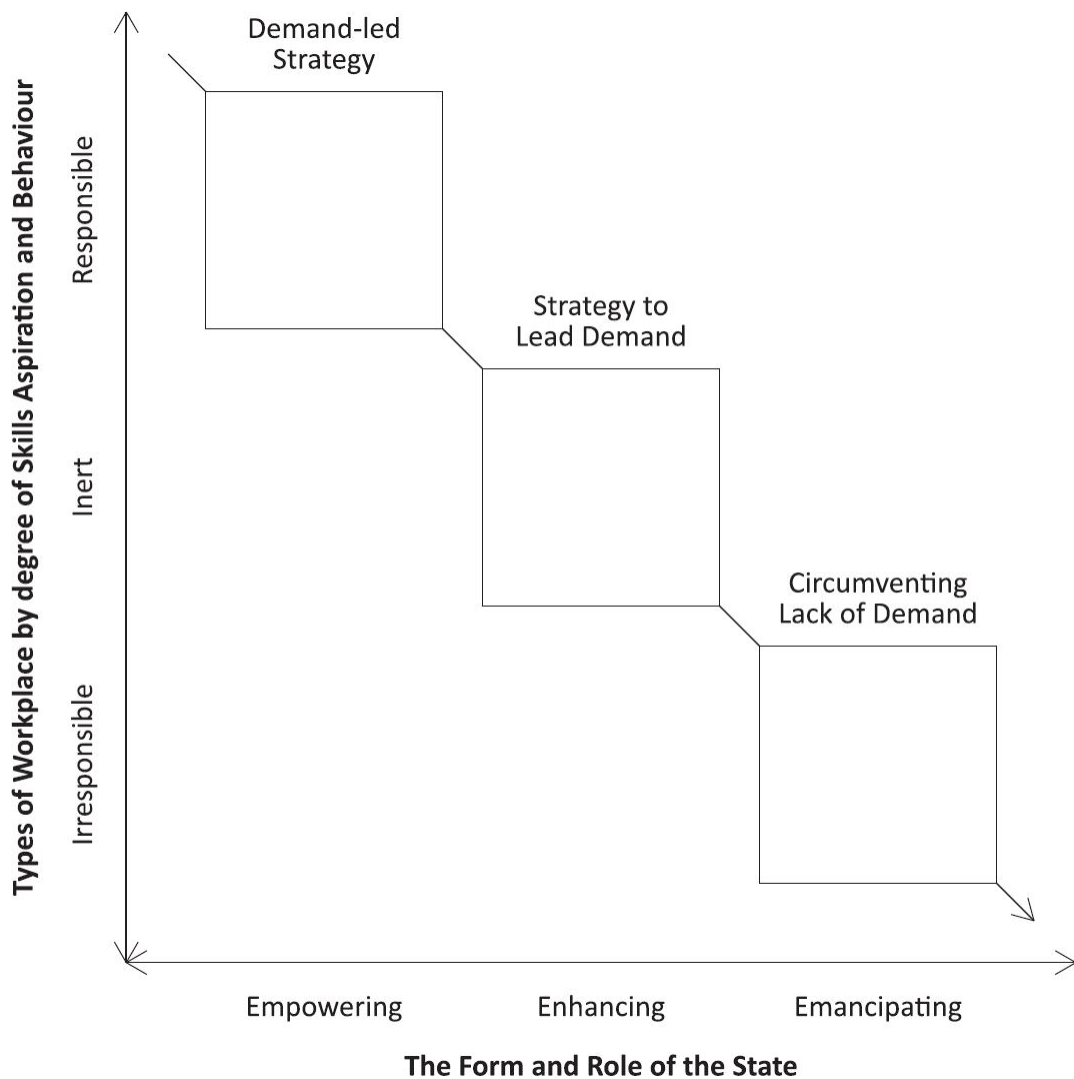 Demand-led
Strategy
Types of Workplace by degree of Skills Aspiration and Behaviour
Responsible
Strategy to
Lead Demand
Inert
Circumventing
Lack of Demand
Irresponsible
Empowering
Enhancing
Emancipating
The Form and Role of the State